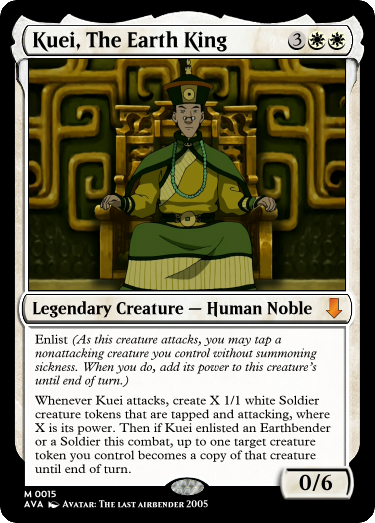 Kuei, The Earth King 3
Legendary Creature — Human Noble
Enlist (As this creature attacks, you may tap a
nonattacking creature you control without summoning
sickness. When you do, add its power to this creature's
until end of turn.)
Whenever Kuei attacks, create X 1/1 white Soldier
creature tokens that are tapped and attacking, where
X is its power. Then if Kuei enlisted an Earthbender
or a Soldier this combat, up to one target creature
token you control becomes a copy of that creature
until end of turn.
0/6
M 0015
AVA Avatar: The last airbender 2005